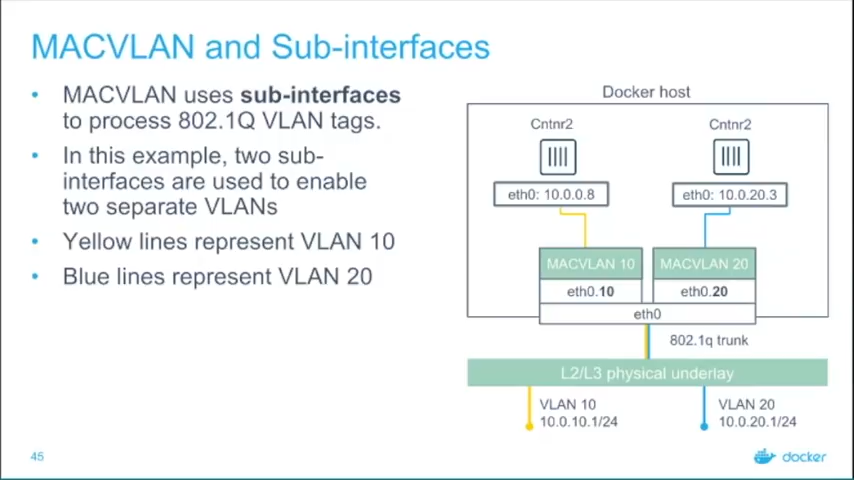 MACVLAN and Sub-interfaces
• MACVLAN uses sub-interfaces
to process 802.1Q VLAN tags.
• In this example, two sub-
interfaces are used to enable
two separate VLANs
• Yellow lines represent VLAN 10
• Blue lines represent VLAN 20
Docker host
Cntnr2
Cntnr2
eth0: 10.0.0.8
eth0: 10.0.20.3
MACVLAN 10
MACVLAN 20
eth0.10
eth0.20
eth0
802.1q trunk
L2/L3 physical underlay
VLAN 10
10.0.10.1/24
VLAN 20
10.0.20.1/24
45
docker